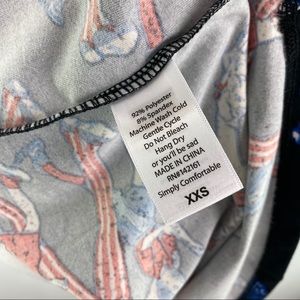 92% Polyester
8% Spandex
Machine Wash Cold
Gentle Cycle
Do Not Bleach
Hang Dry
or you'll be sad
MADE IN CHINA
RN#142161
Simply Comfortable
XXS